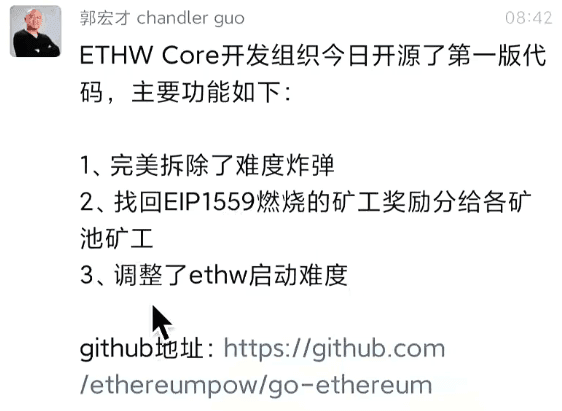 郭宏才 chandler guo
08:42
ETHW Core开发组织今日开源了第一版代
码，主要功能如下：
1、完美拆除了难度炸弹
2、找回EIP1559燃烧的矿工奖励分给各矿
池矿工
3、调整了ethw启动难度
github地址：https://github.com
/ethereumpow/go-ethereum